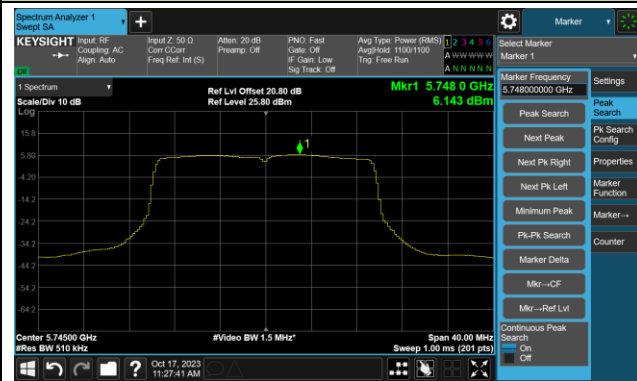 Spectrum Analyzer 1
Swept SA
Marker
KEYSIGHT
Input: RF
Coupling: AC
Align: Auto
Input Z: 50 Ω
Corr CCorr
Freq Ref: Int (S)
Atten: 20 dB
Preamp: Off
PNO: Fast
Gate: Off
IF Gain: Low
Sig Track: Off
Avg Type: Power (RMS)
Avg|Hold: 1100/1100
Trig: Free Run
1 2 3 4 5 6
A W W W W W
A N N N N N
LXI
Select Marker
Marker 1
1 Spectrum
Scale/Div 10 dB
Log
Ref Lvl Offset 20.80 dB
Ref Level 25.80 dBm
Mkr1 5.748 0 GHz
6.143 dBm
15.8
5.80
-4.20
-14.2
-24.2
-34.2
-44.2
-54.2
-64.2
1
Center 5.74500 GHz
#Res BW 510 kHz
#Video BW 1.5 MHz*
Span 40.00 MHz
Sweep 1.00 ms (201 pts)
Marker Frequency
5.748000000 GHz
Peak Search
Next Peak
Next Pk Right
Next Pk Left
Minimum Peak
Pk-Pk Search
Marker Delta
Mkr→CF
Mkr→Ref Lvl
Continuous Peak
Search
On
Off
Settings
Peak
Search
Pk Search
Config
Properties
Marker
Function
Marker→
Counter
?
Oct 17, 2023
11:27:41 AM